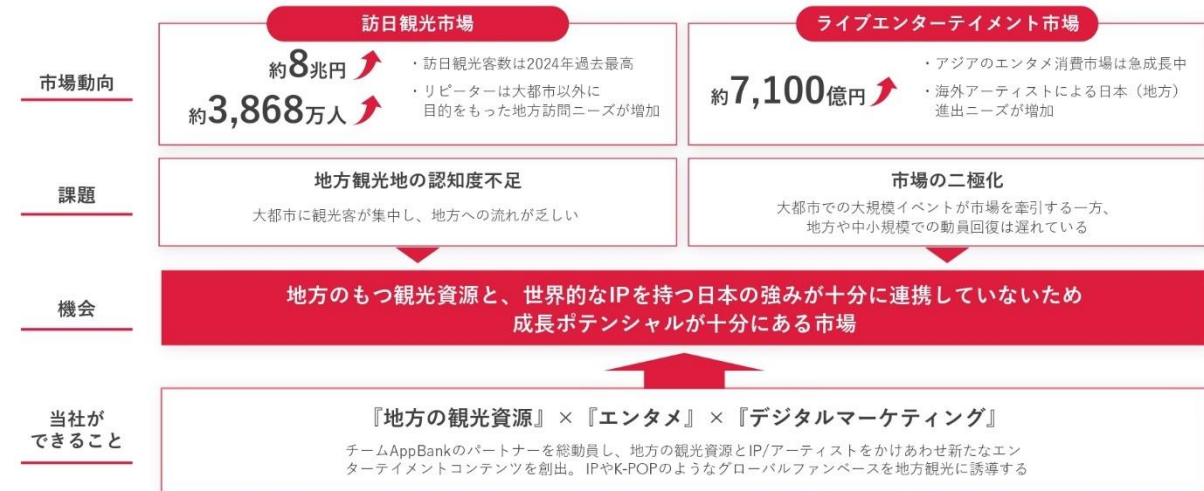 訪日観光市場
ライブエンターテイメント市場
市場動向
約8兆円
約3,868万人
・訪日観光客数は2024年過去最高
・リピーターは大都市以外に
目的をもった地方訪問ニーズが増加
約7,100億円
・アジアのエンタメ消費市場は急成長中
・海外アーティストによる日本（地方）
進出ニーズが増加
課題
地方観光地の認知度不足
大都市に観光客が集中し、地方への流れが乏しい
市場の二極化
大都市での大規模イベントが市場を牽引する一方、
地方や中小規模での動員回復は遅れている
機会
地方のもつ観光資源と、世界的なIPを持つ日本の強みが十分に連携していないため
成長ポテンシャルが十分にある市場
当社が
できること
『地方の観光資源』×『エンタメ』×『デジタルマーケティング』
チームAppBankのパートナーを総動員し、地方の観光資源とIP/アーティストをかけあわせ新たなエン
ターテイメントコンテンツを創出。IPやK-POPのようなグローバルファンベースを地方観光に誘導する